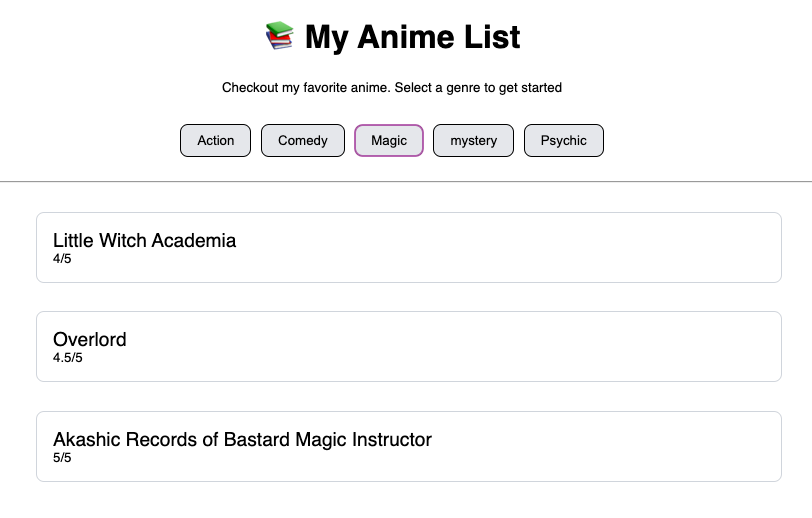 📚 My Anime List
Checkout my favorite anime. Select a genre to get started
Action Comedy Magic mystery Psychic
Little Witch Academia
4/5
Overlord
4.5/5
Akashic Records of Bastard Magic Instructor
5/5